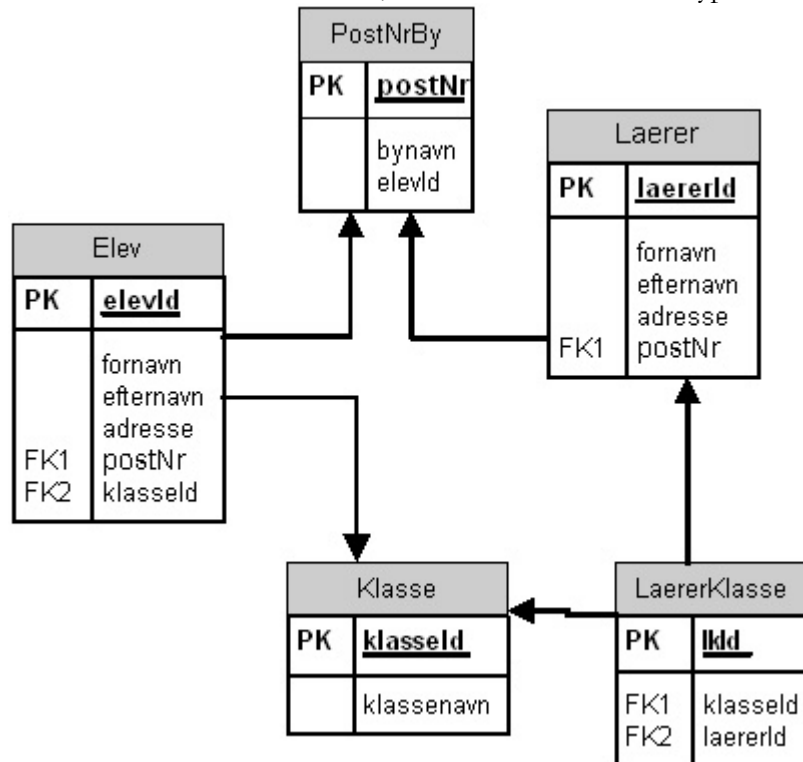 PostNrBy
PK postNr
bynavn
elevId
Laerer
PK laererId
fornavn
efternavn
adresse
FK1 postNr
Elev
PK elevId
fornavn
efternavn
adresse
FK1 postNr
FK2 klasseId
Klasse
PK klasseId
klassenavn
LaererKlasse
PK lkId
FK1 klasseId
FK2 laererId